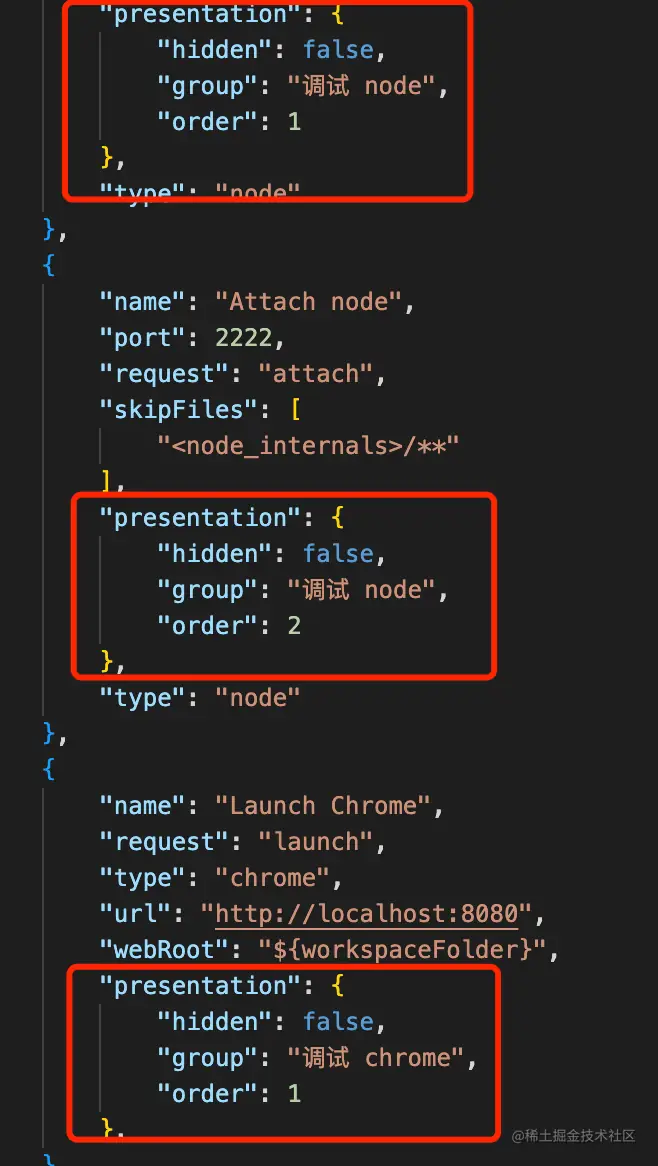 "presentation": {
"hidden": false,
"group": "调试 node",
"order": 1
},
"type": "node"
},
{
"name": "Attach node",
"port": 2222,
"request": "attach",
"skipFiles": [
"<node_internals>/**"
],
"presentation": {
"hidden": false,
"group": "调试 node",
"order": 2
},
"type": "node"
},
{
"name": "Launch Chrome",
"request": "launch",
"type": "chrome",
"url": "http://localhost:8080",
"webRoot": "${workspaceFolder}",
"presentation": {
"hidden": false,
"group": "调试 chrome",
"order": 1
},
@稀土掘金技术社区
}